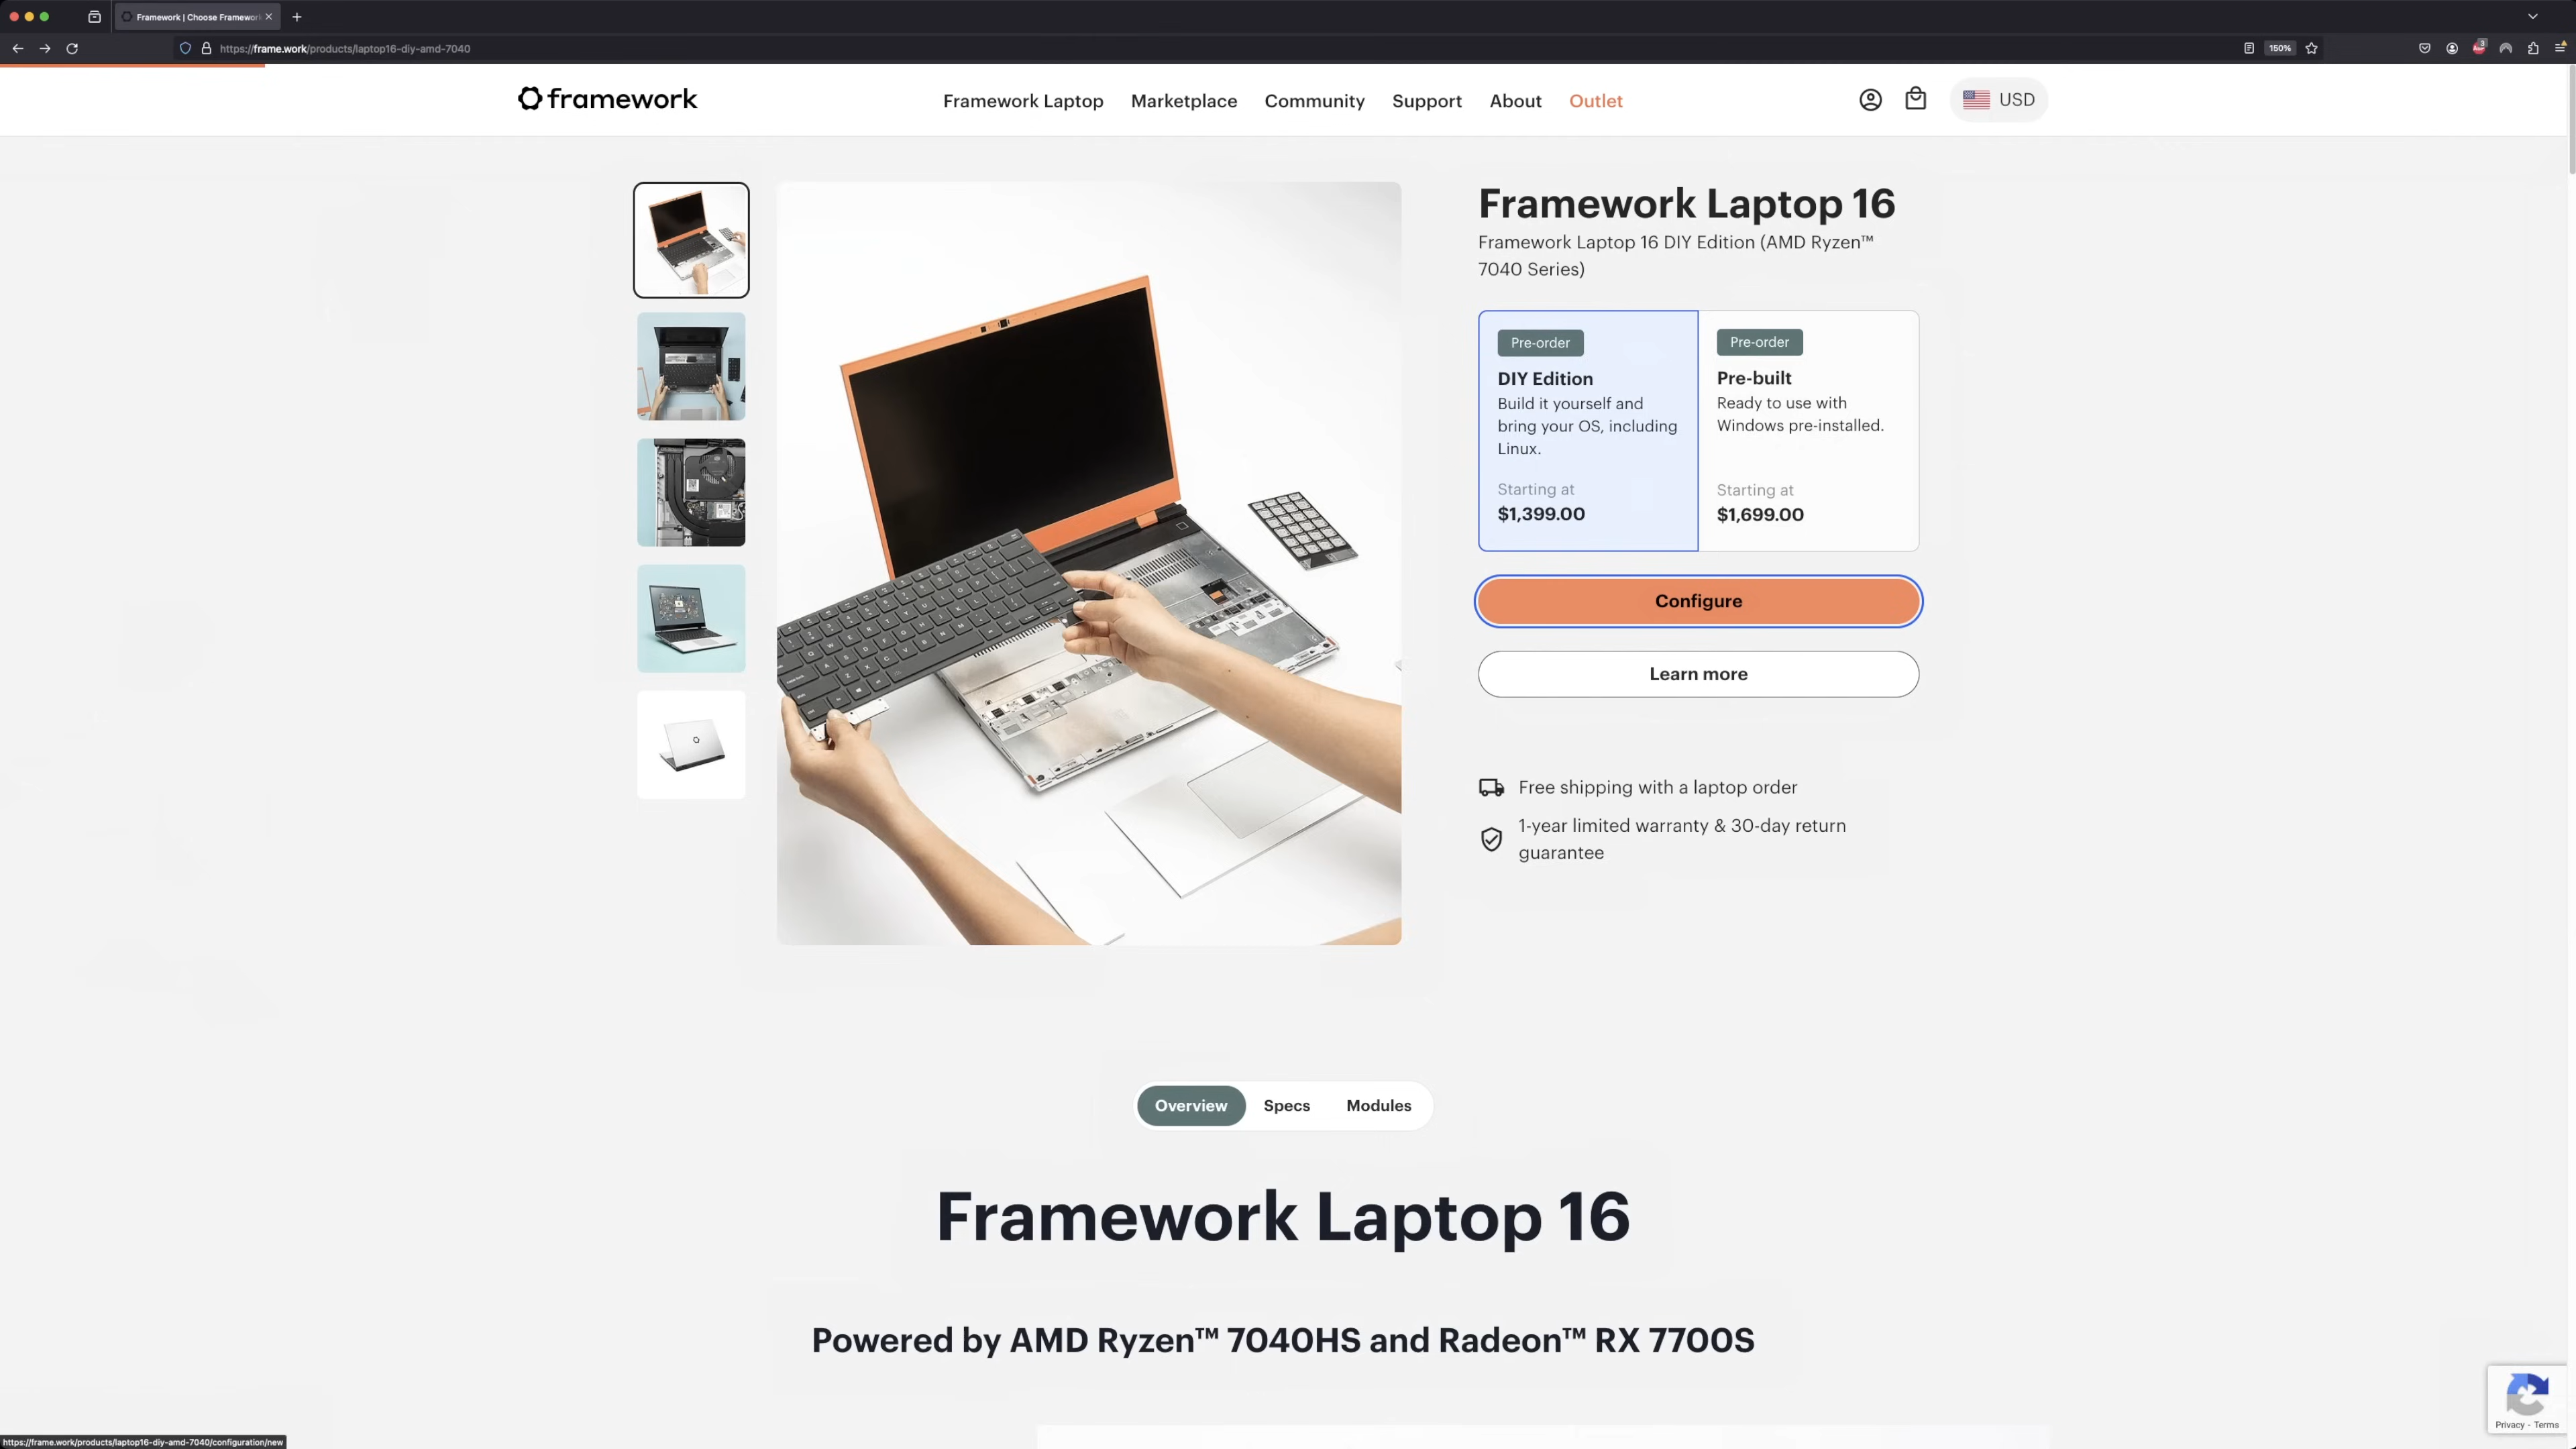 Framework | Choose Framewor
https://frame.work/products/laptop16-diy-amd-7040
150%
3
framework
Framework Laptop
Marketplace
Community
Support
About
Outlet
USD
Framework Laptop 16
Framework Laptop 16 DIY Edition (AMD Ryzen™
7040 Series)
Pre-order
DIY Edition
Build it yourself and
bring your OS, including
Linux.
Starting at
$1,399.00
Pre-order
Pre-built
Ready to use with
Windows pre-installed.
Starting at
$1,699.00
Configure
Learn more
Free shipping with a laptop order
1-year limited warranty & 30-day return
guarantee
Overview
Specs
Modules
Framework Laptop 16
Powered by AMD Ryzen™ 7040HS and Radeon™ RX 7700S
Privacy - Terms
https://frame.work/products/laptop16-diy-amd-7040/configuration/new